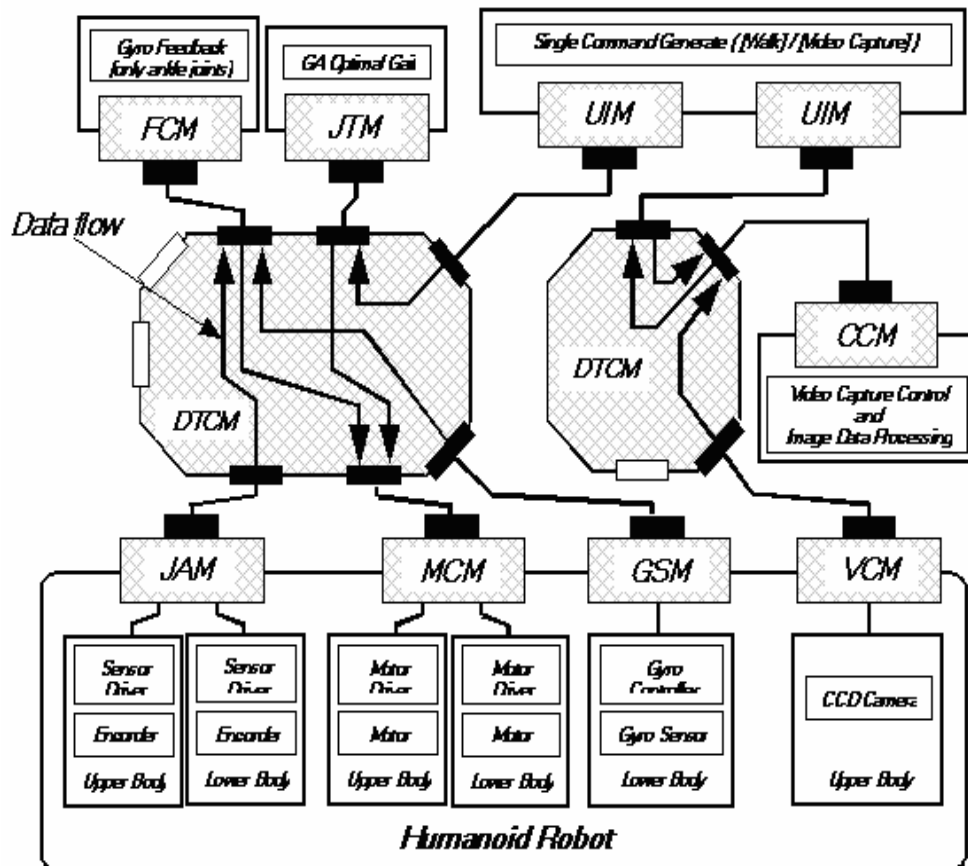 Gyro Feedback
(only ankle joints)
GA Optimal Gait
Single Command Generate ( [Walk] / [Video Capture] )
FCM
JTM
UIM
UIM
Data flow
DTCM
DTCM
CCM
Video Capture Control
and
Image Data Processing
JAM
MCM
GSM
VCM
Sensor
Driver
Sensor
Driver
Motor
Driver
Motor
Driver
Gyro
Controller
CCD Camera
Encorder
Encorder
Motor
Motor
Gyro Sensor
Upper Body
Lower Body
Upper Body
Lower Body
Lower Body
Upper Body
Humanoid Robot